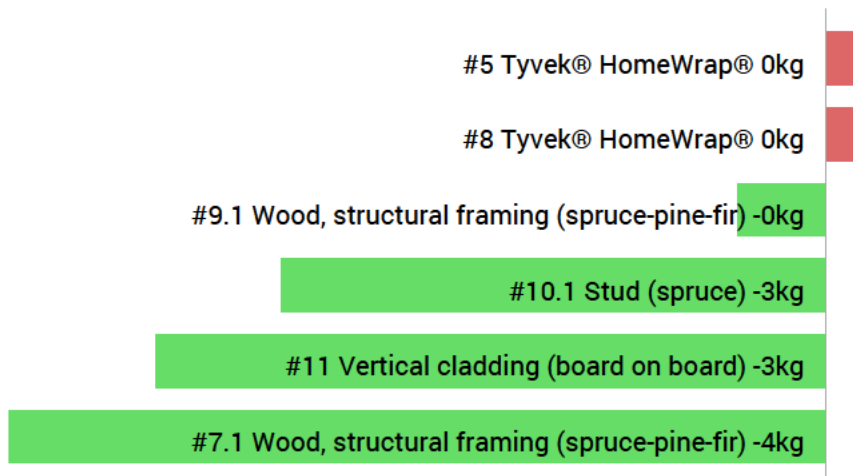 #5 Tyvek® HomeWrap® 0kg
#8 Tyvek® HomeWrap® 0kg
#9.1 Wood, structural framing (spruce-pine-fir) -0kg
#10.1 Stud (spruce) -3kg
#11 Vertical cladding (board on board) -3kg
#7.1 Wood, structural framing (spruce-pine-fir) -4kg